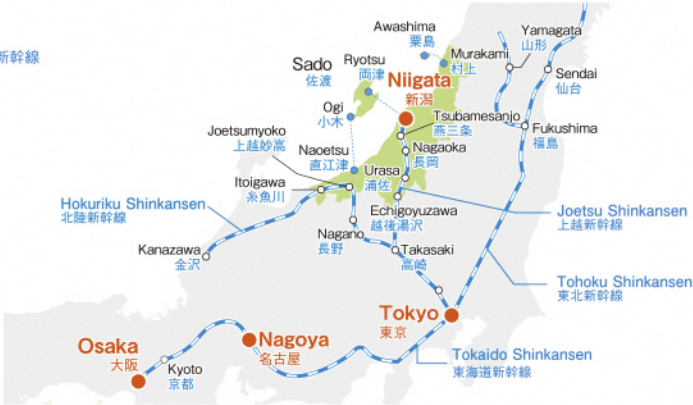 新幹線
Awashima
粟島
Yamagata
山形
Murakami
村上
Sado
佐渡
Ryotsu
両津
Niigata
新潟
Sendai
仙台
Ogi
小木
Tsubamesanjo
燕三条
Fukushima
福島
Joetsumyoko
上越妙高
Nagaoka
長岡
Naoetsu
直江津
Urasa
浦佐
Itoigawa
糸魚川
Hokuriku Shinkansen
北陸新幹線
Echigoyuzawa
越後湯沢
Joetsu Shinkansen
上越新幹線
Nagano
長野
Kanazawa
金沢
Takasaki
高崎
Tohoku Shinkansen
東北新幹線
Tokyo
東京
Osaka
大阪
Nagoya
名古屋
Kyoto
京都
Tokaido Shinkansen
東海道新幹線